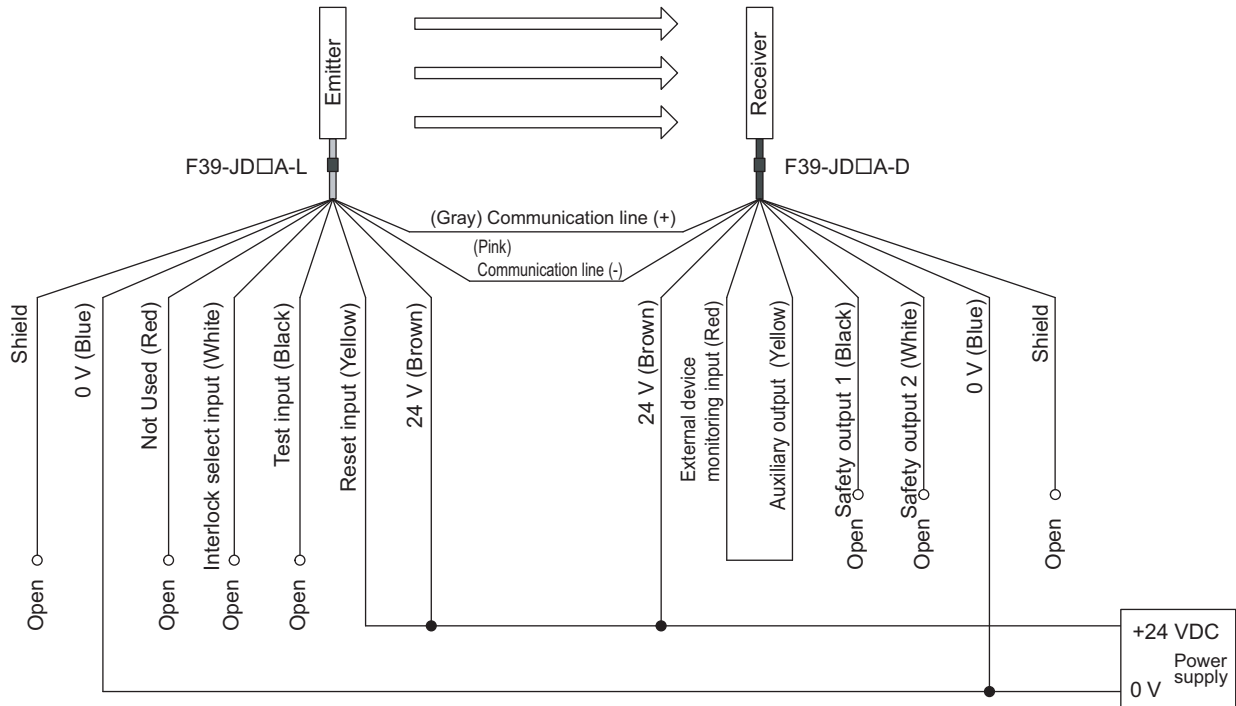 Emitter
Receiver
F39-JD□A-L
F39-JD□A-D
(Gray) Communication line (+)
(Pink)
Communication line (-)
Shield
0 V (Blue)
Not Used (Red)
Interlock select input (White)
Test input (Black)
Reset input (Yellow)
24 V (Brown)
24 V (Brown)
External device
monitoring input (Red)
Auxiliary output (Yellow)
Safety output 1 (Black)
Safety output 2 (White)
0 V (Blue)
Shield
Open
Open
Open
Open
Open
Open
Open
+24 VDC
Power
supply
0 V